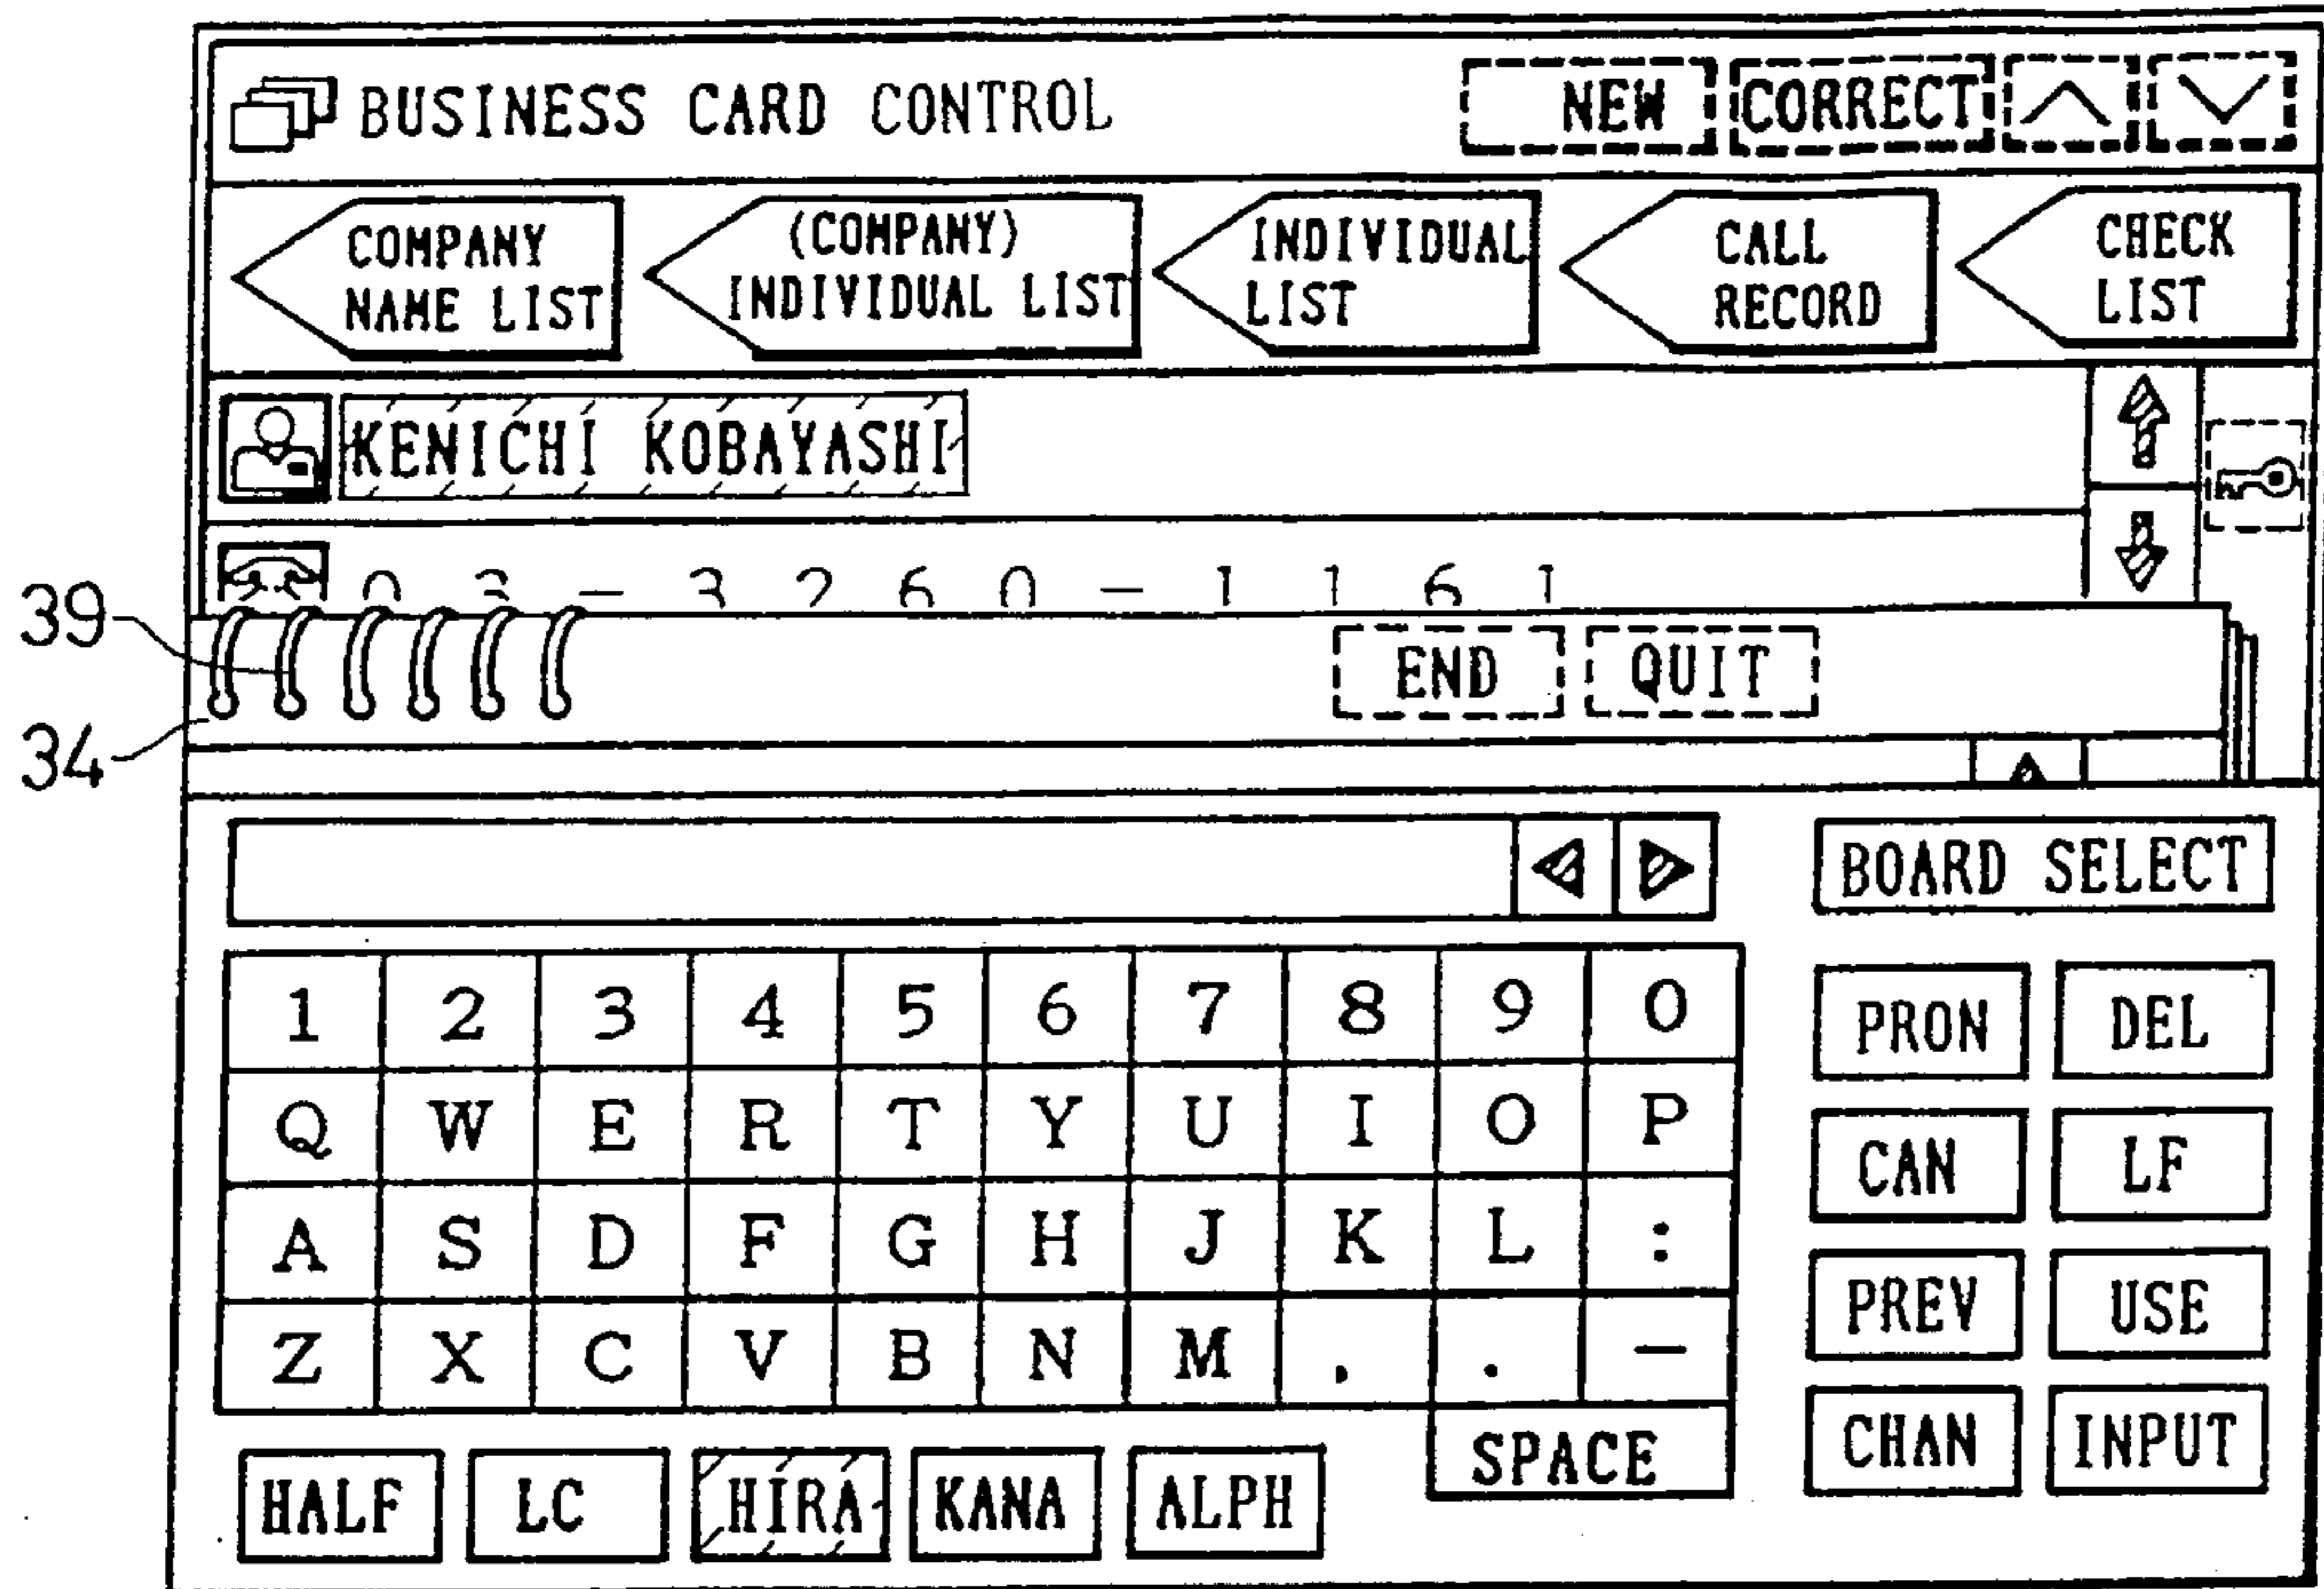 BUSINESS CARD CONTROL NEW CORRECT
COMPANY
NAME LIST
(COMPANY)
INDIVIDUAL LIST
INDIVIDUAL
LIST
CALL
RECORD
CHECK
LIST
KENICHI KOBAYASHI
03-3260-1161
39
END QUIT
34
BOARD SELECT
1 2 3 4 5 6 7 8 9 0
PRON DEL
Q W E R T Y U I O P
CAN LF
A S D F G H J K L :
PREV USE
Z X C V B N M , . -
CHAN INPUT
SPACE
HALF LC HIRA KANA ALPH